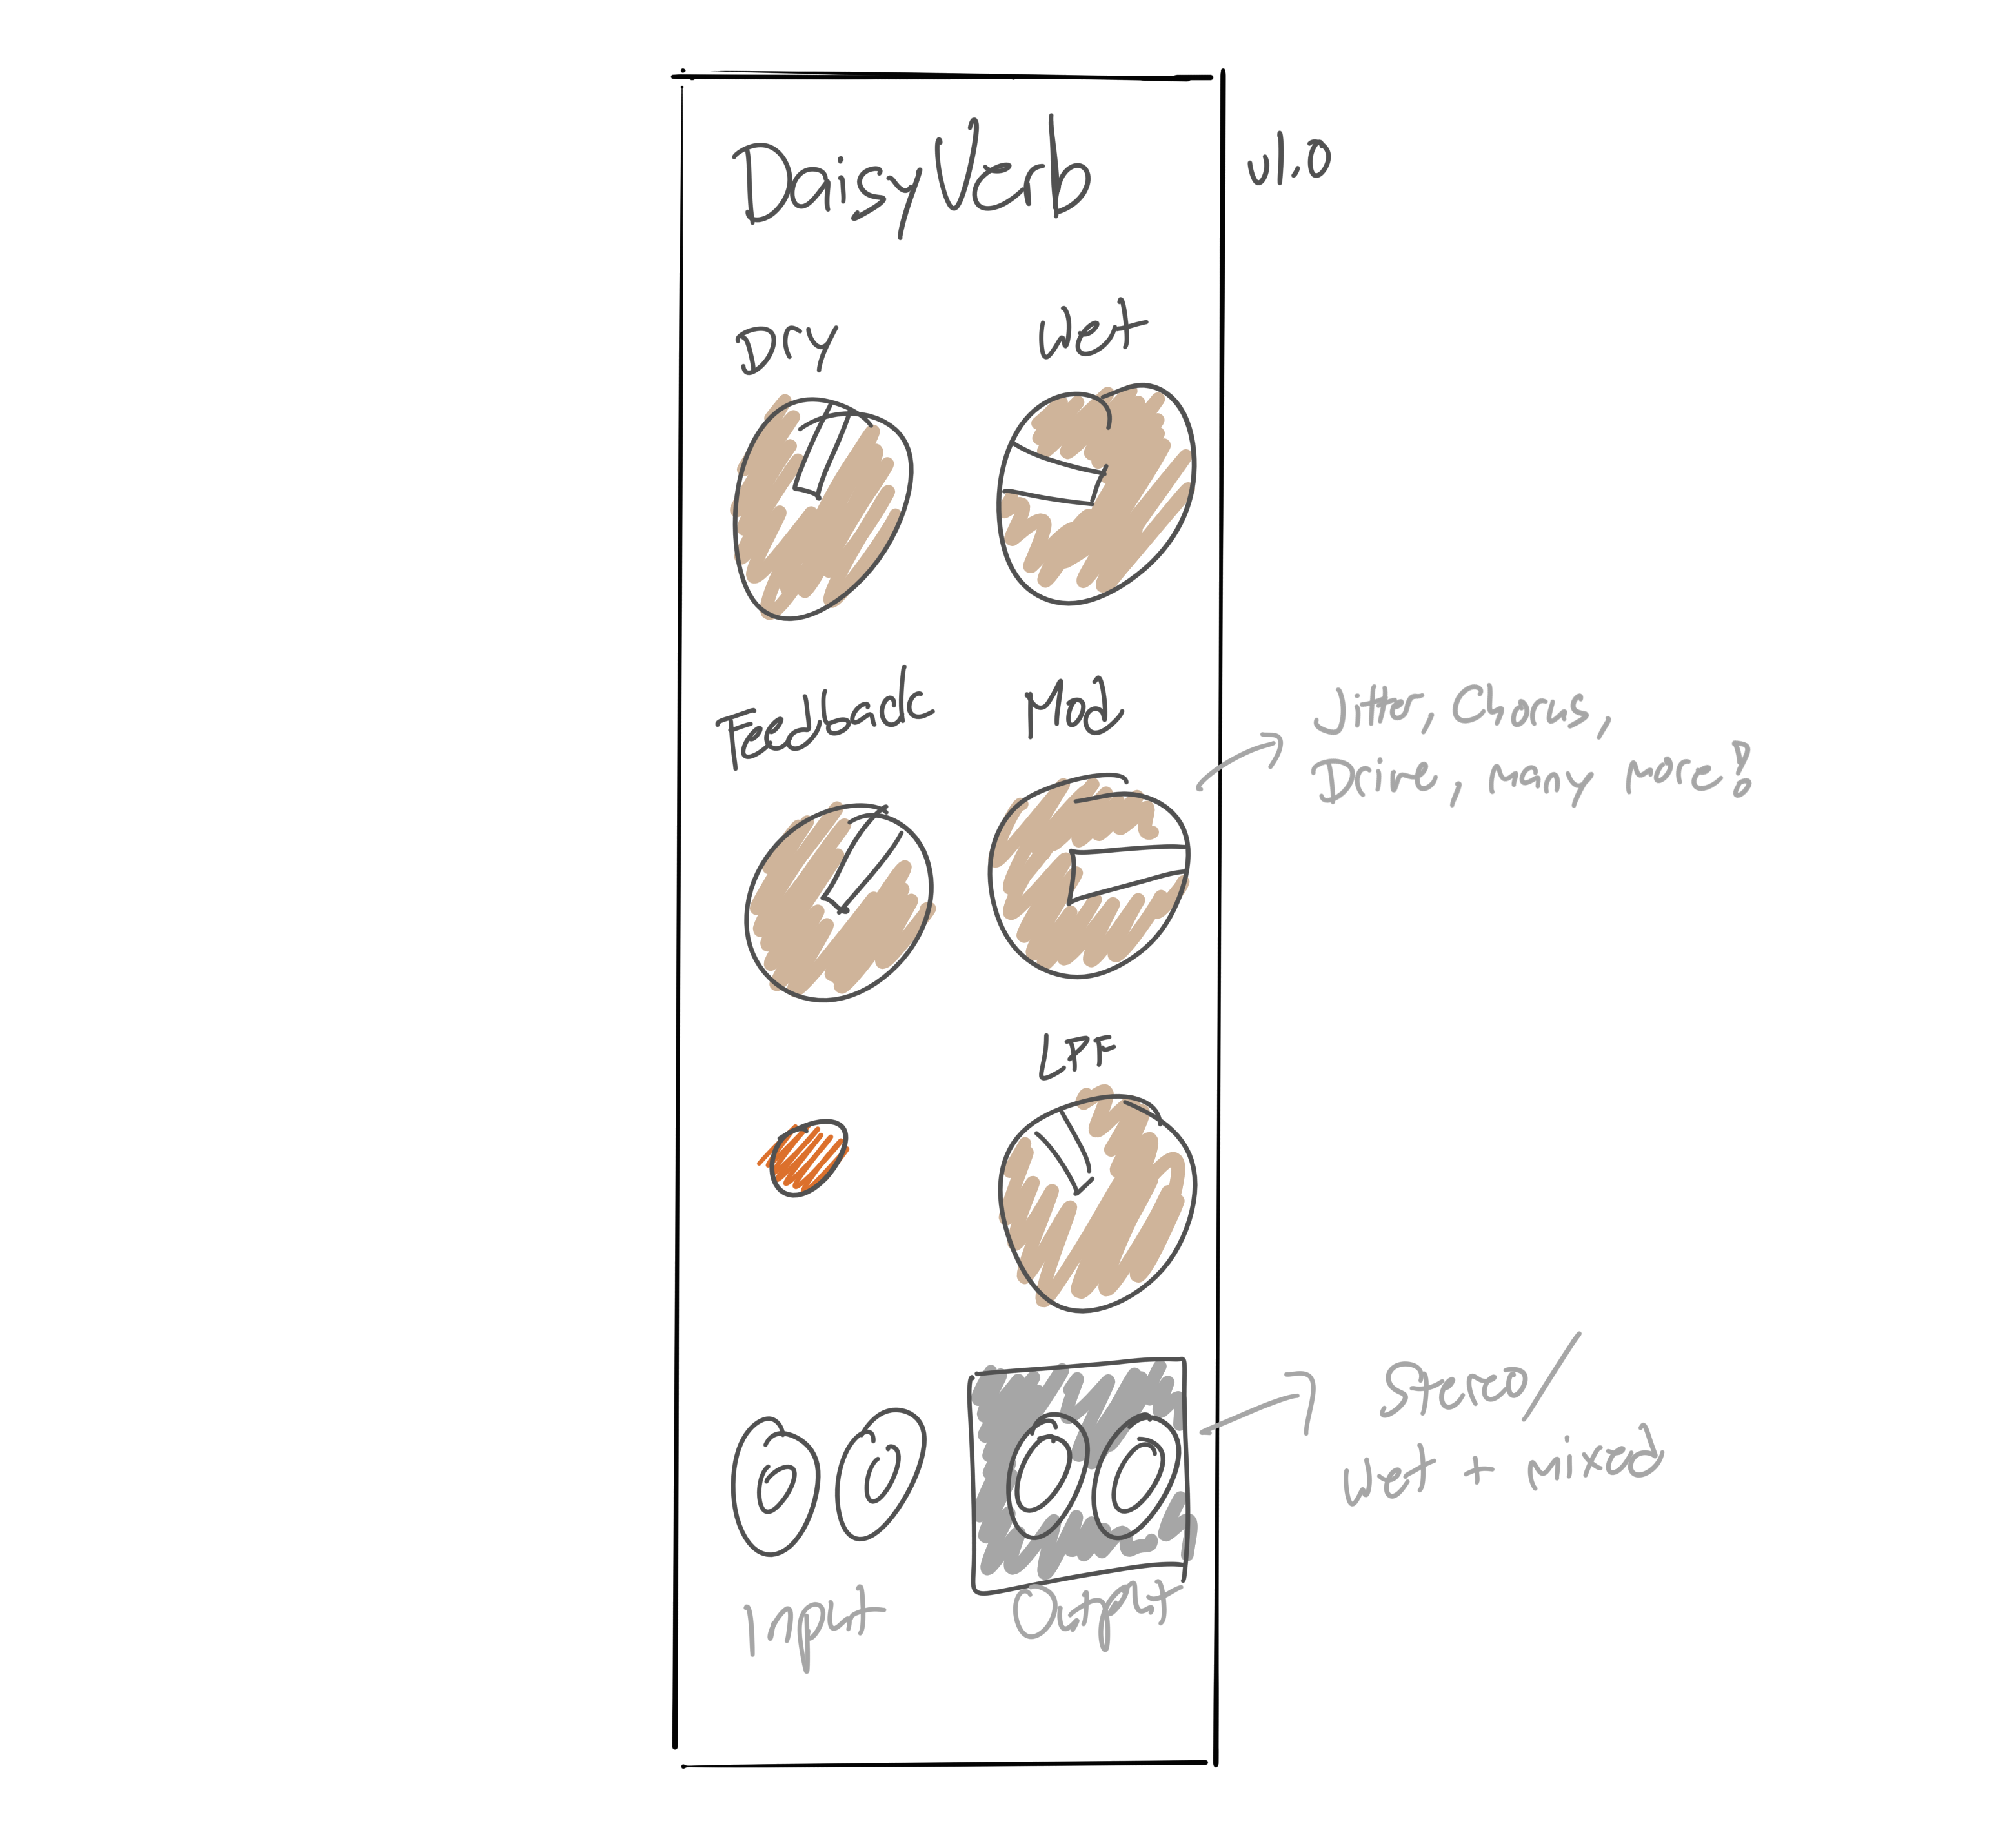 DaisyVerb
v1.0
Dry
Wet
Feedback
Mod
Jitter, Chorus,
Drive, many more?
LPF
Stereo/
wet + mixed
Input
Output